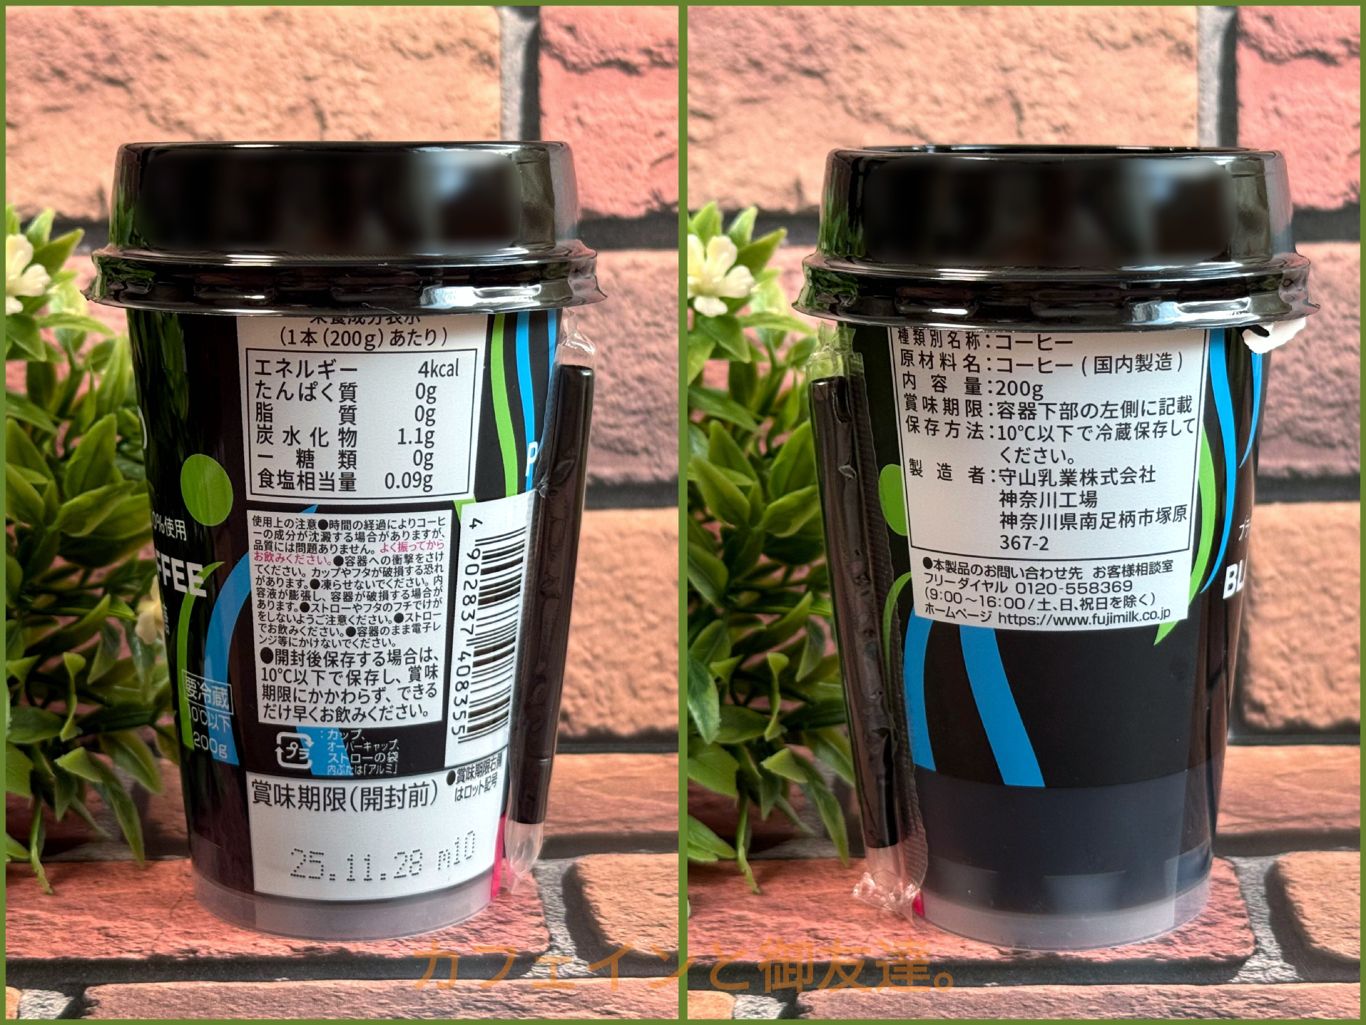 栄養成分表示
(1本(200g)あたり)
エネルギー 4kcal
たんぱく質 0g
脂質 0g
炭水化物 1.1g
ー糖類 0g
食塩相当量 0.09g
使用上の注意●時間の経過によりコーヒ
ーの成分が沈澱する場合がありますが、
品質には問題ありません。よく振ってから
お飲みください。●容器への衝撃をさけ
てください。カップやフタが破損する恐れ
があります。●凍らせないでください。内
容液が膨張し、容器が破損する場合が
あります。●ストローやフタのフチでけが
をしないようご注意ください。●ストロー
でお飲みください。●容器のまま電子レ
ンジ等にかけないでください。
●開封後保存する場合は、
10℃以下で保存し、賞味
期限にかかわらず、できる
だけ早くお飲みください。
プラ
:カップ、
オーバーキャップ、
ストローの袋
内ぶたは「アルミ」
4 902837 408355
賞味期限(開封前)
●賞味期限右側
はロット記号
25.11.28 m10
%使用
FFEE
要冷蔵
10℃以下
200g
P
種類別名称:コーヒー
原材料名:コーヒー(国内製造)
内容量:200g
賞味期限:容器下部の左側に記載
保存方法:10℃以下で冷蔵保存して
ください。
製造者:守山乳業株式会社
神奈川工場
神奈川県南足柄市塚原
367-2
●本製品のお問い合わせ先 お客様相談室
フリーダイヤル 0120-558369
(9:00～16:00/土、日、祝日を除く)
ホームページ https://www.fujimilk.co.jp
ブラ
BL
カフェインと御友達。